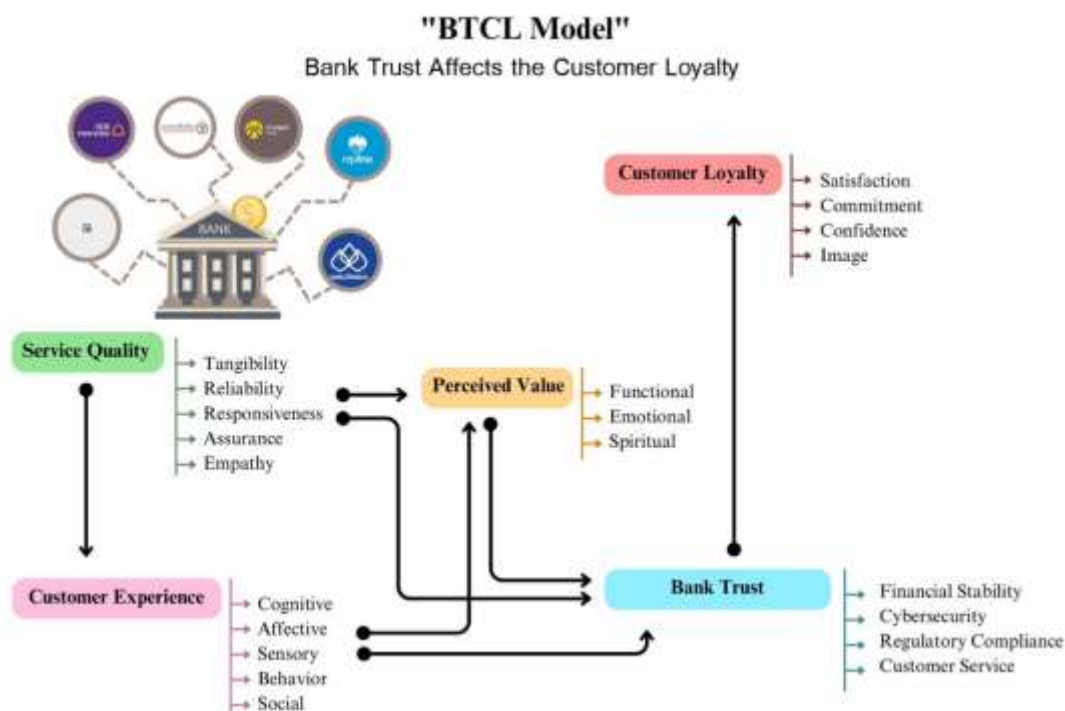 "BTCL Model"
Bank Trust Affects the Customer Loyalty
BANK
Customer Loyalty
Satisfaction
Commitment
Confidence
Image
Service Quality
Tangibility
Reliability
Responsiveness
Assurance
Empathy
Perceived Value
Functional
Emotional
Spiritual
Customer Experience
Cognitive
Affective
Sensory
Behavior
Social
Bank Trust
Financial Stability
Cybersecurity
Regulatory Compliance
Customer Service